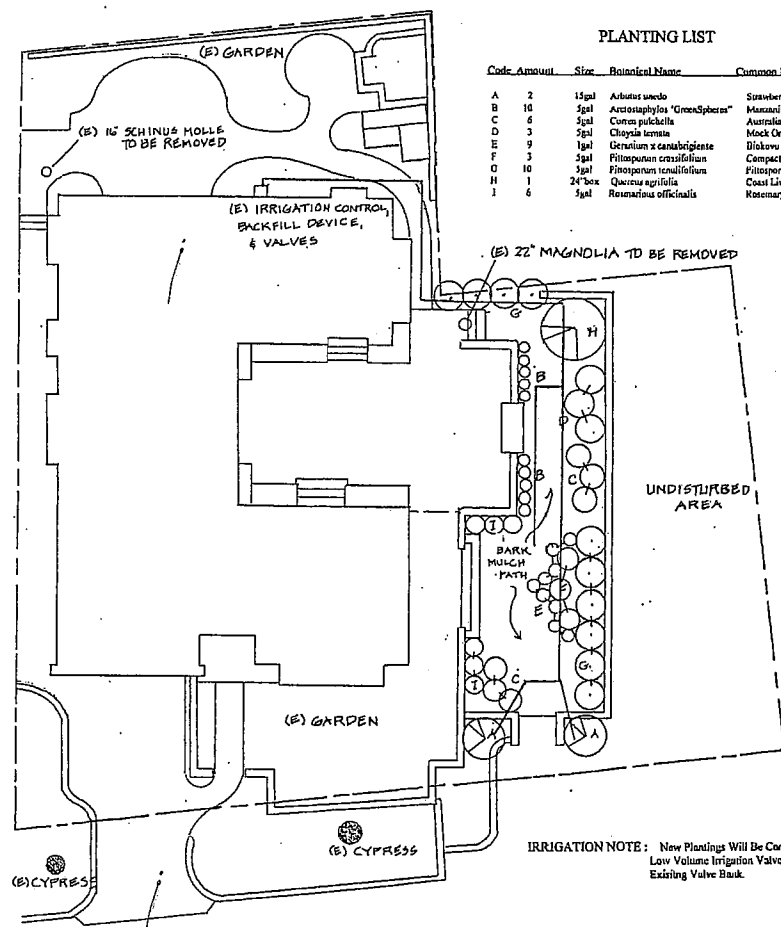 PLANTING LIST
Code Amount Size Botanical Name Common
A 2 15gal Arbutus unedo Strawber
B 10 5gal Arctostaphylos "GreenSpheres" Manzani
C 6 5gal Correa pulchella Australia
D 3 5gal Choysia ternata Mock Or
E 9 1gal Geranium x cantabrigiense Biokovo
F 3 5gal Pittosporum crassifolium Compact
G 10 5gal Pittosporum tenuifolium Pittospor
H 1 24"box Quercus agrifolia Coast Liv
I 6 5gal Rosmarinus officinalis Rosemary
(E) GARDEN
(E) 16" SCHINUS MOLLE
TO BE REMOVED
(E) IRRIGATION CONTROL,
BACKFILL DEVICE,
& VALVES
(E) 22" MAGNOLIA TO BE REMOVED
G
H
B
D
C
B
UNDISTURBED
AREA
I
BARK
MULCH
PATH
F
E
G
C
I
A
A
(E) GARDEN
(E) CYPRESS
(E) CYPRESS
IRRIGATION NOTE: New Plantings Will Be Con
Low Volume Irrigation Valve
Existing Valve Bank.